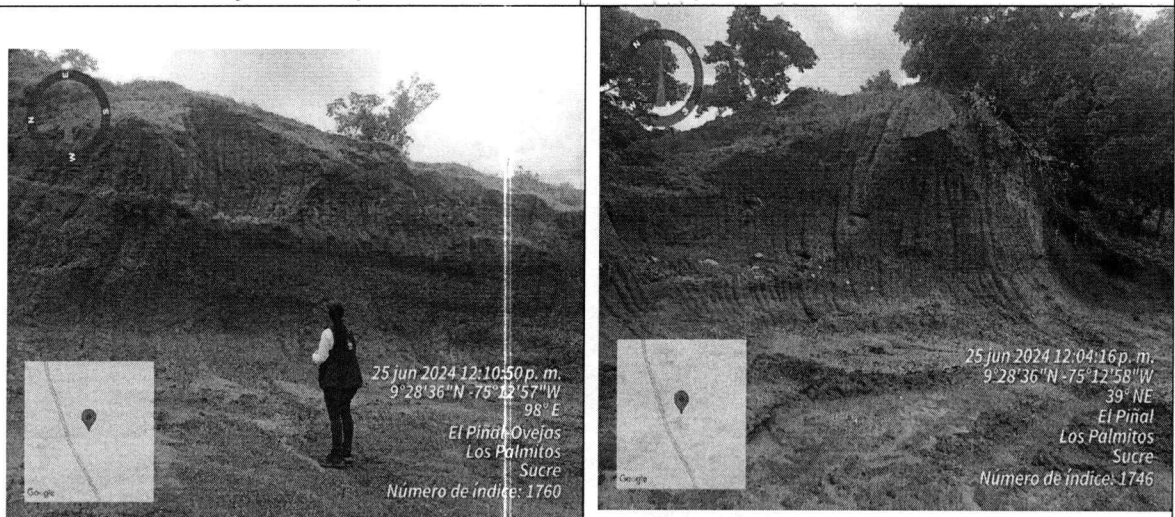 25 jun 2024 12:10:50 p. m.
9°28'36"N -75°12'57"W
98° E
El Piñal-Ovejas
Los Palmitos
Sucre
Número de índice: 1760
Google
N
E
S
W
25 jun 2024 12:04:16 p. m.
9°28'36"N -75°12'58"W
39° NE
El Piñal
Los Palmitos
Sucre
Número de índice: 1746
Google
N